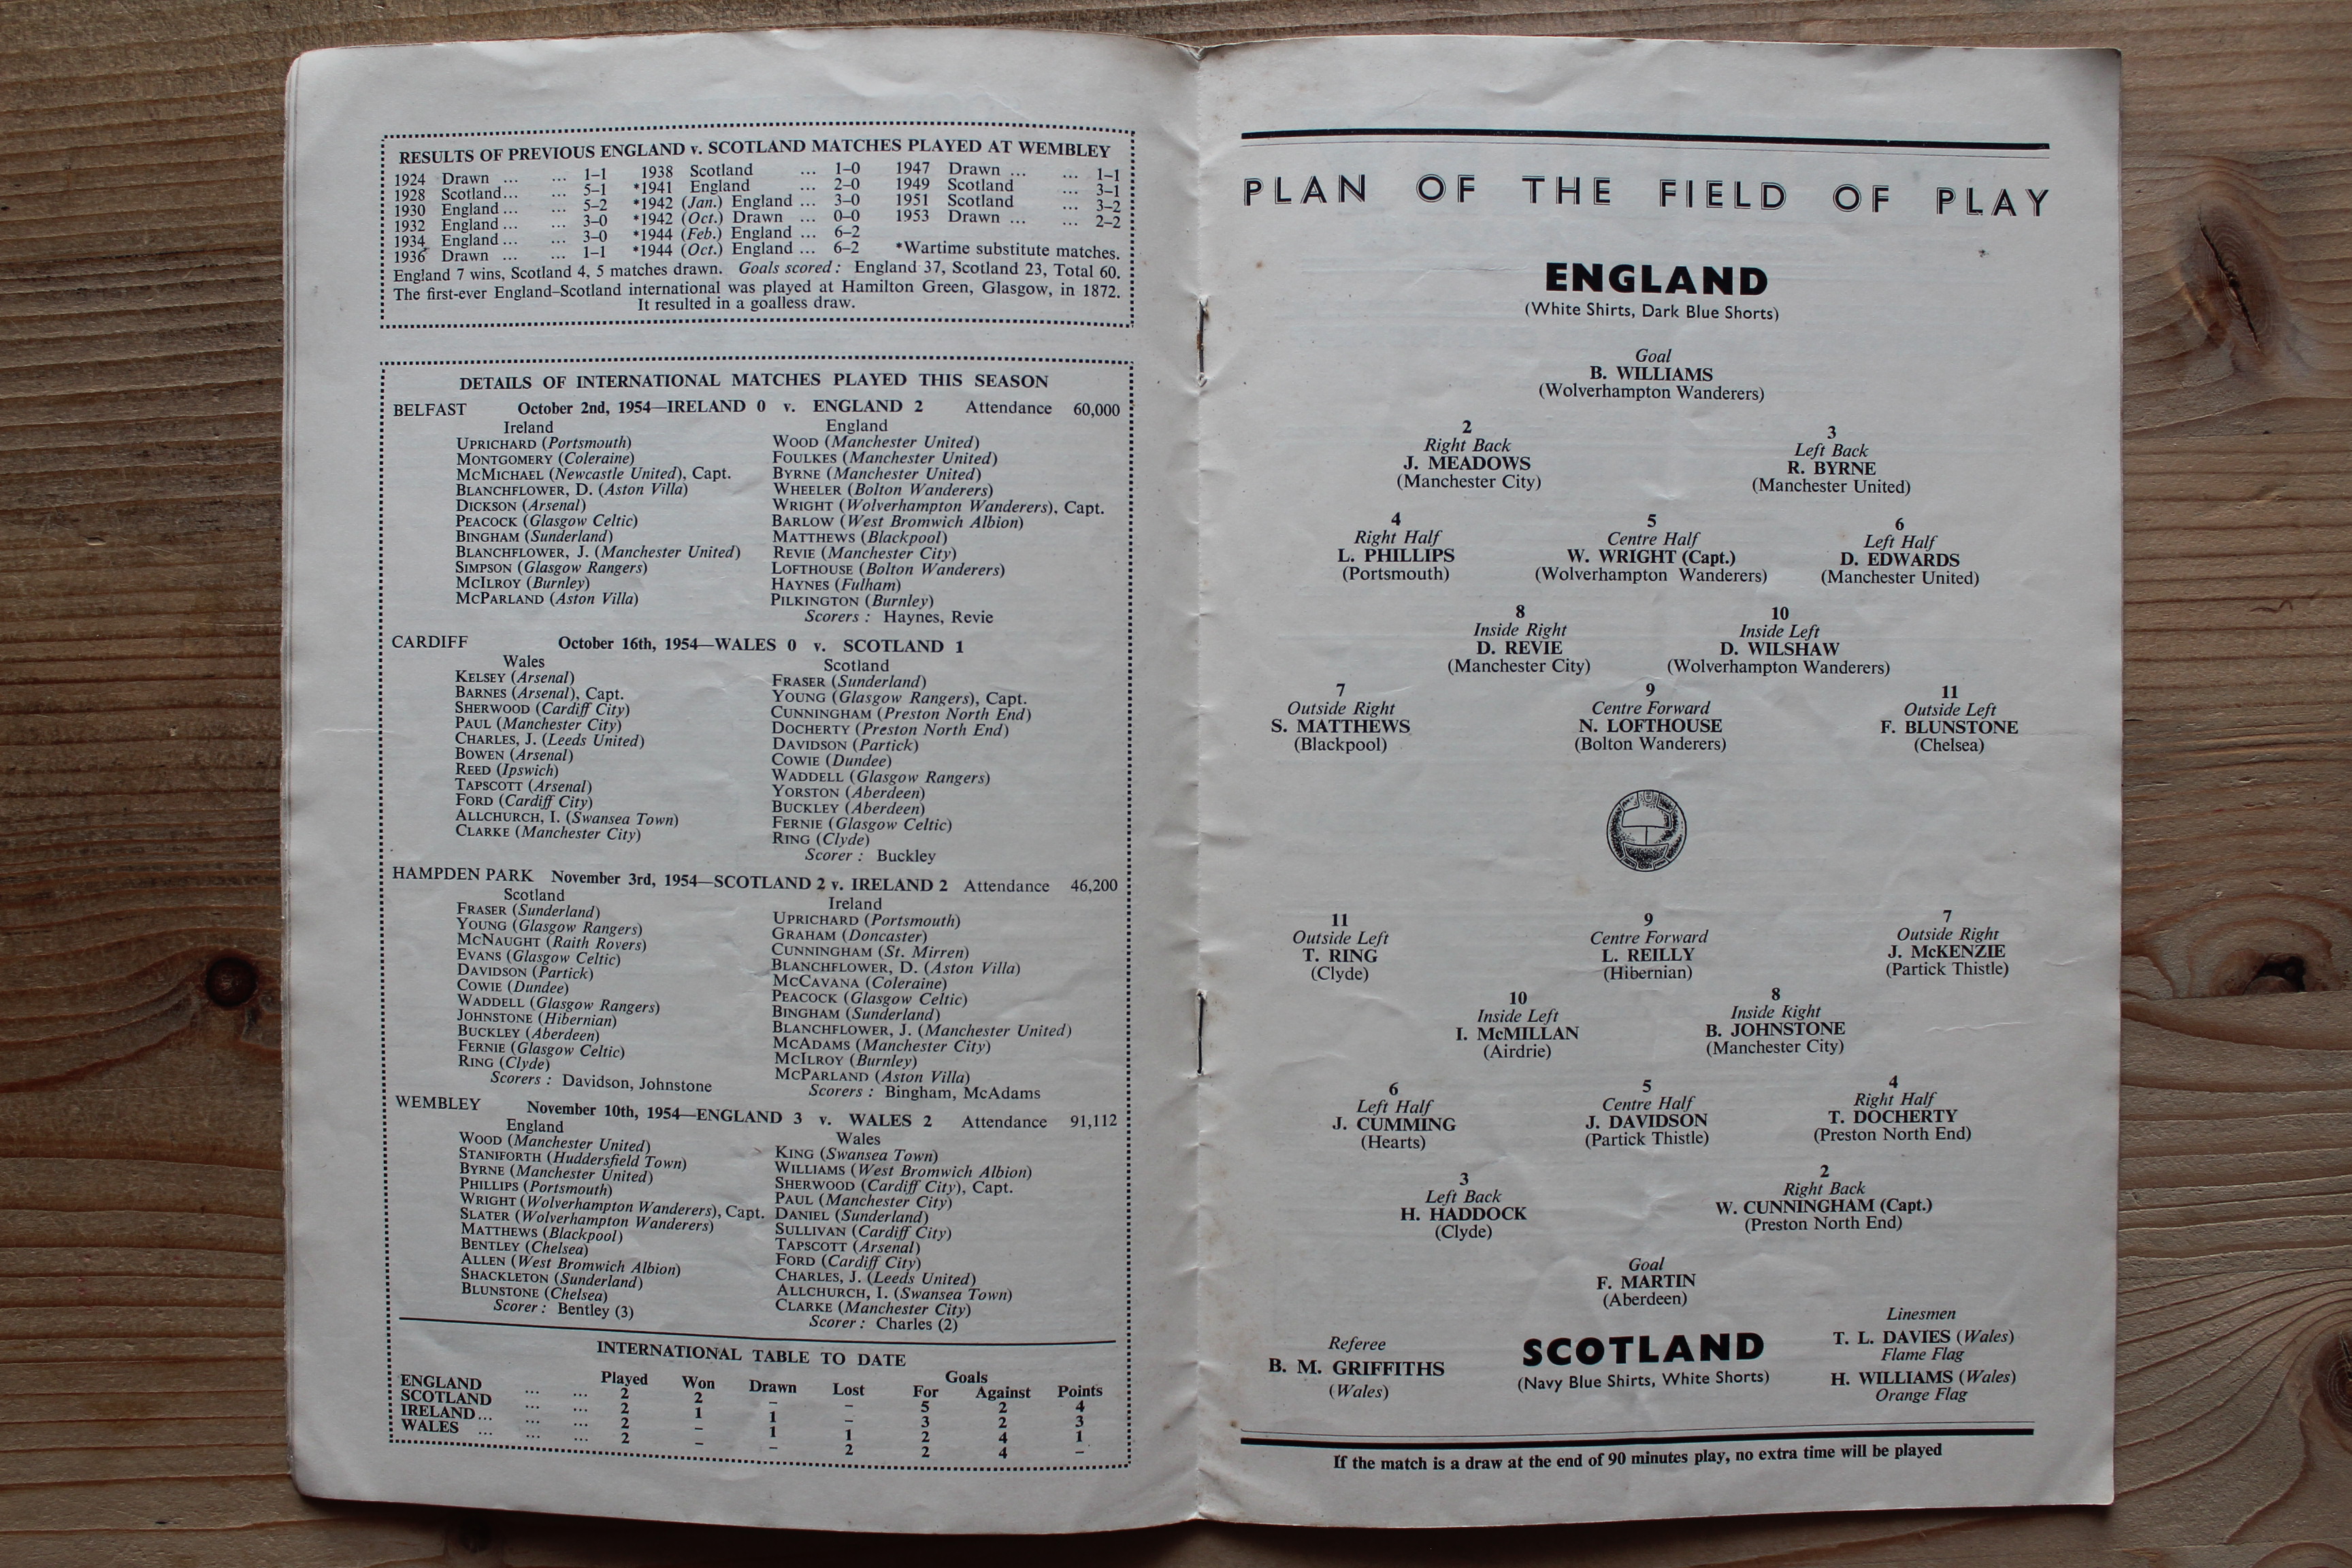 RESULTS OF PREVIOUS ENGLAND v. SCOTLAND MATCHES PLAYED AT WEMBLEY
1924 Drawn ... ... 1–1 1938 Scotland ... 1–0 1947 Drawn ... ... 1–1
1928 Scotland... ... 5–1 *1941 England ... 2–0 1949 Scotland ... 3–1
1930 England ... ... 5–2 *1942 (Jan.) England ... 3–0 1951 Scotland ... 3–2
1932 England ... ... 3–0 *1942 (Oct.) Drawn ... 0–0 1953 Drawn ... ... 2–2
1934 England ... ... 3–0 *1944 (Feb.) England ... 6–2
1936 Drawn ... ... 1–1 *1944 (Oct.) England ... 6–2 *Wartime substitute matches.
England 7 wins, Scotland 4, 5 matches drawn. Goals scored : England 37, Scotland 23, Total 60.
The first-ever England–Scotland international was played at Hamilton Green, Glasgow, in 1872.
It resulted in a goalless draw.
DETAILS OF INTERNATIONAL MATCHES PLAYED THIS SEASON
BELFAST October 2nd, 1954—IRELAND 0 v. ENGLAND 2 Attendance 60,000
Ireland England
UPRICHARD (Portsmouth) WOOD (Manchester United)
MONTGOMERY (Coleraine) FOULKES (Manchester United)
MCMICHAEL (Newcastle United), Capt. BYRNE (Manchester United)
BLANCHFLOWER, D. (Aston Villa) WHEELER (Bolton Wanderers)
DICKSON (Arsenal) WRIGHT (Wolverhampton Wanderers), Capt.
PEACOCK (Glasgow Celtic) BARLOW (West Bromwich Albion)
BINGHAM (Sunderland) MATTHEWS (Blackpool)
BLANCHFLOWER, J. (Manchester United) REVIE (Manchester City)
SIMPSON (Glasgow Rangers) LOFTHOUSE (Bolton Wanderers)
MCILROY (Burnley) HAYNES (Fulham)
MCPARLAND (Aston Villa) PILKINGTON (Burnley)
Scorers : Haynes, Revie
CARDIFF October 16th, 1954—WALES 0 v. SCOTLAND 1
Wales Scotland
KELSEY (Arsenal) FRASER (Sunderland)
BARNES (Arsenal), Capt. YOUNG (Glasgow Rangers), Capt.
SHERWOOD (Cardiff City) CUNNINGHAM (Preston North End)
PAUL (Manchester City) DOCHERTY (Preston North End)
CHARLES, J. (Leeds United) DAVIDSON (Partick)
BOWEN (Arsenal) COWIE (Dundee)
REED (Ipswich) WADDELL (Glasgow Rangers)
TAPSCOTT (Arsenal) YORSTON (Aberdeen)
FORD (Cardiff City) BUCKLEY (Aberdeen)
ALLCHURCH, I. (Swansea Town) FERNIE (Glasgow Celtic)
CLARKE (Manchester City) RING (Clyde)
Scorer : Buckley
HAMPDEN PARK November 3rd, 1954—SCOTLAND 2 v. IRELAND 2 Attendance 46,200
Scotland Ireland
FRASER (Sunderland) UPRICHARD (Portsmouth)
YOUNG (Glasgow Rangers) GRAHAM (Doncaster)
MCNAUGHT (Raith Rovers) CUNNINGHAM (St. Mirren)
EVANS (Glasgow Celtic) BLANCHFLOWER, D. (Aston Villa)
DAVIDSON (Partick) MCCAVANA (Coleraine)
COWIE (Dundee) PEACOCK (Glasgow Celtic)
WADDELL (Glasgow Rangers) BINGHAM (Sunderland)
JOHNSTONE (Hibernian) BLANCHFLOWER, J. (Manchester United)
BUCKLEY (Aberdeen) MCADAMS (Manchester City)
FERNIE (Glasgow Celtic) MCILROY (Burnley)
RING (Clyde) MCPARLAND (Aston Villa)
Scorers : Davidson, Johnstone Scorers : Bingham, McAdams
WEMBLEY November 10th, 1954—ENGLAND 3 v. WALES 2 Attendance 91,112
England Wales
WOOD (Manchester United) KING (Swansea Town)
STANIFORTH (Huddersfield Town) WILLIAMS (West Bromwich Albion)
BYRNE (Manchester United) SHERWOOD (Cardiff City), Capt.
PHILLIPS (Portsmouth) PAUL (Manchester City)
WRIGHT (Wolverhampton Wanderers), Capt. DANIEL (Sunderland)
SLATER (Wolverhampton Wanderers) SULLIVAN (Cardiff City)
MATTHEWS (Blackpool) TAPSCOTT (Arsenal)
BENTLEY (Chelsea) FORD (Cardiff City)
ALLEN (West Bromwich Albion) CHARLES, J. (Leeds United)
SHACKLETON (Sunderland) ALLCHURCH, I. (Swansea Town)
BLUNSTONE (Chelsea) CLARKE (Manchester City)
Scorer : Bentley (3) Scorer : Charles (2)
INTERNATIONAL TABLE TO DATE
Goals
Played Won Drawn Lost For Against Points
ENGLAND ... ... 2 2 – – 5 2 4
SCOTLAND ... ... 2 1 1 – 3 2 3
IRELAND... ... ... 2 – 1 1 2 4 1
WALES ... ... ... 2 – – 2 2 4 –
PLAN OF THE FIELD OF PLAY
ENGLAND
(White Shirts, Dark Blue Shorts)
Goal
B. WILLIAMS
(Wolverhampton Wanderers)
2 3
Right Back Left Back
J. MEADOWS R. BYRNE
(Manchester City) (Manchester United)
4 5 6
Right Half Centre Half Left Half
L. PHILLIPS W. WRIGHT (Capt.) D. EDWARDS
(Portsmouth) (Wolverhampton Wanderers) (Manchester United)
8 10
Inside Right Inside Left
D. REVIE D. WILSHAW
(Manchester City) (Wolverhampton Wanderers)
7 9 11
Outside Right Centre Forward Outside Left
S. MATTHEWS N. LOFTHOUSE F. BLUNSTONE
(Blackpool) (Bolton Wanderers) (Chelsea)
11 9 7
Outside Left Centre Forward Outside Right
T. RING L. REILLY J. McKENZIE
(Clyde) (Hibernian) (Partick Thistle)
10 8
Inside Left Inside Right
I. McMILLAN B. JOHNSTONE
(Airdrie) (Manchester City)
6 5 4
Left Half Centre Half Right Half
J. CUMMING J. DAVIDSON T. DOCHERTY
(Hearts) (Partick Thistle) (Preston North End)
3 2
Left Back Right Back
H. HADDOCK W. CUNNINGHAM (Capt.)
(Clyde) (Preston North End)
Goal
F. MARTIN
(Aberdeen)
SCOTLAND
(Navy Blue Shirts, White Shorts)
Referee
B. M. GRIFFITHS
(Wales)
Linesmen
T. L. DAVIES (Wales)
Flame Flag
H. WILLIAMS (Wales)
Orange Flag
If the match is a draw at the end of 90 minutes play, no extra time will be played